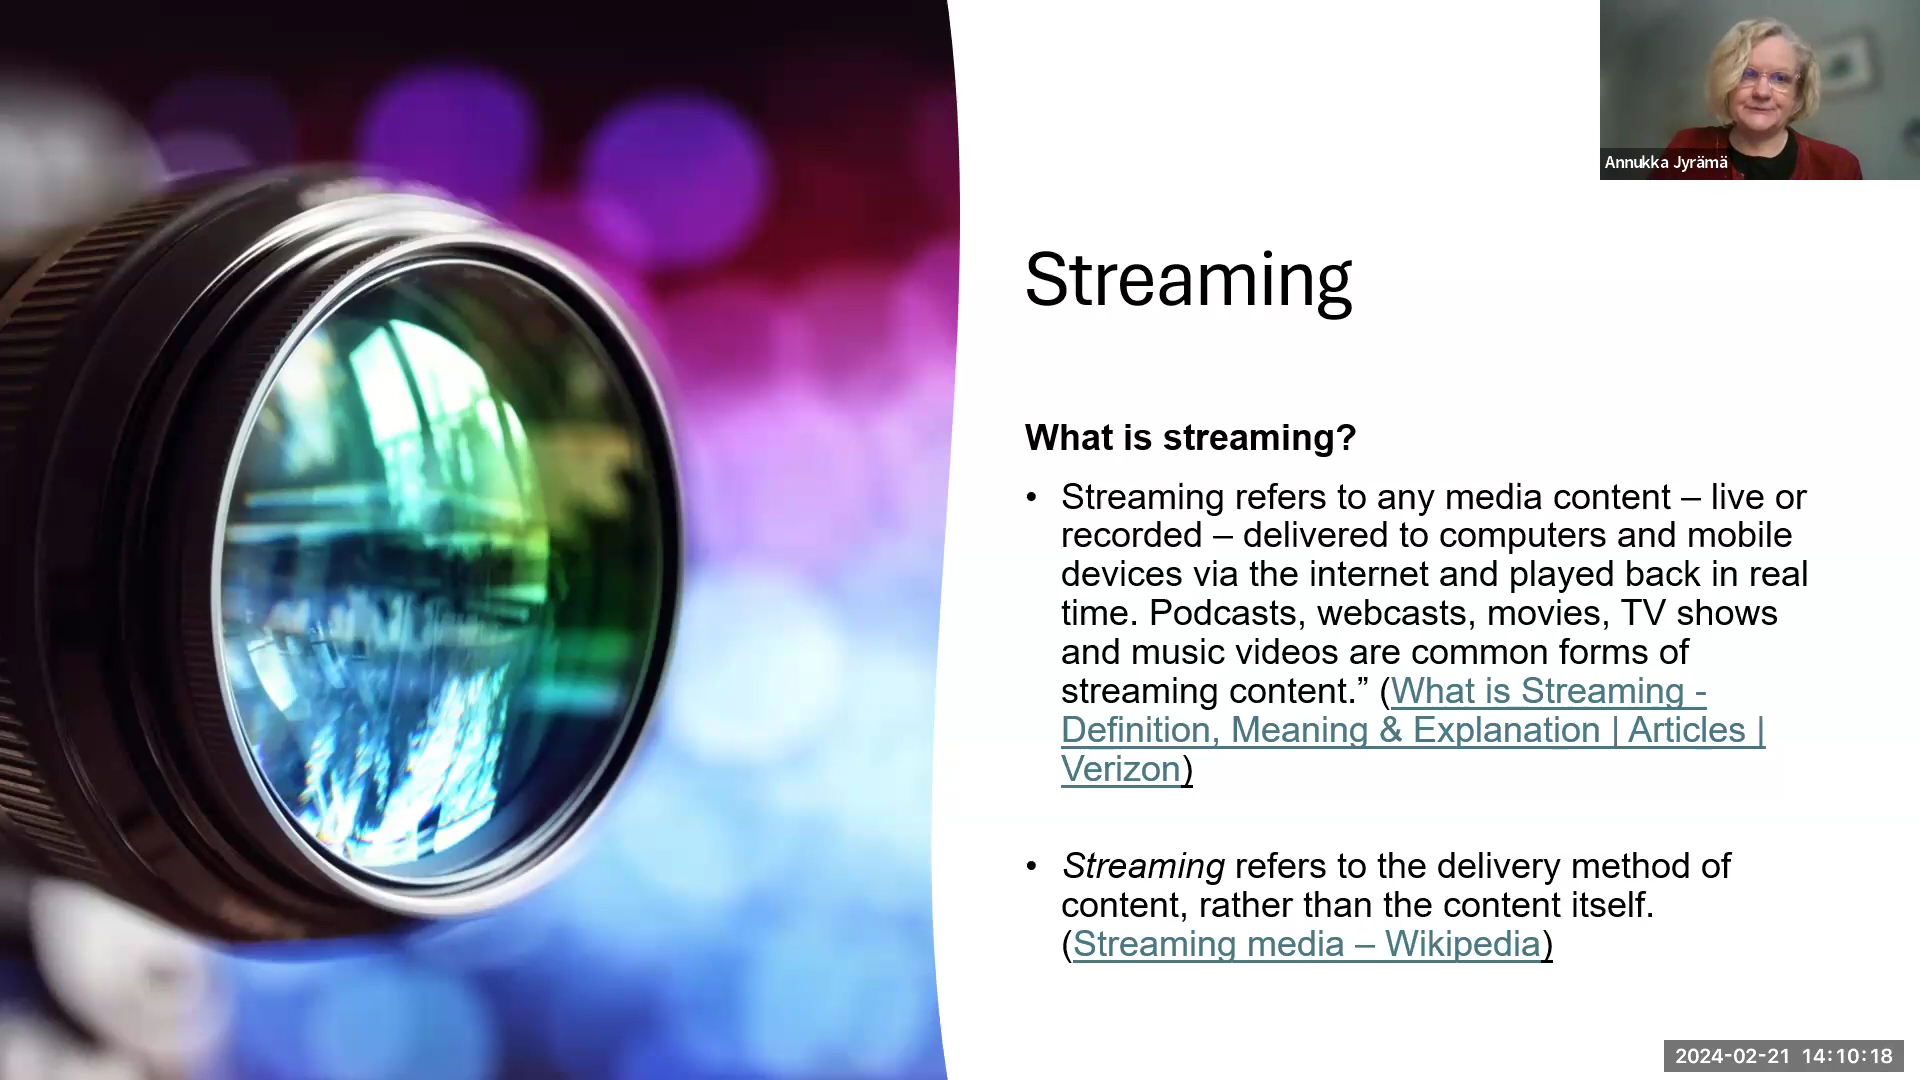 Annukka Jyrämä
Streaming
What is streaming?
• Streaming refers to any media content – live or
recorded – delivered to computers and mobile
devices via the internet and played back in real
time. Podcasts, webcasts, movies, TV shows
and music videos are common forms of
streaming content.” (What is Streaming -
Definition, Meaning & Explanation | Articles |
Verizon)
• Streaming refers to the delivery method of
content, rather than the content itself.
(Streaming media – Wikipedia)
2024-02-21 14:10:18